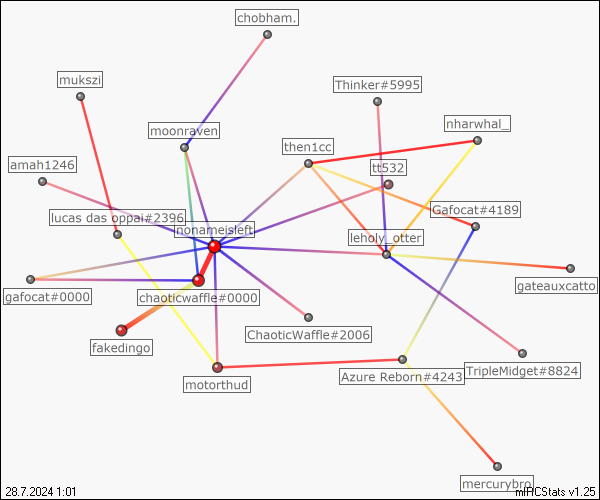 chobham.
mukszi
Thinker#5995
nharwhal_
moonraven
then1cc
amah1246
tt532
lucas das oppai#2396
Gafocat#4189
nonameisleft
leholy_otter
gateauxcatto
gafocat#0000
chaoticwaffle#0000
ChaoticWaffle#2006
fakedingo
TripleMidget#8824
motorthud
Azure Reborn#4243
mercurybro
28.7.2024 1:01
mIRCStats v1.25